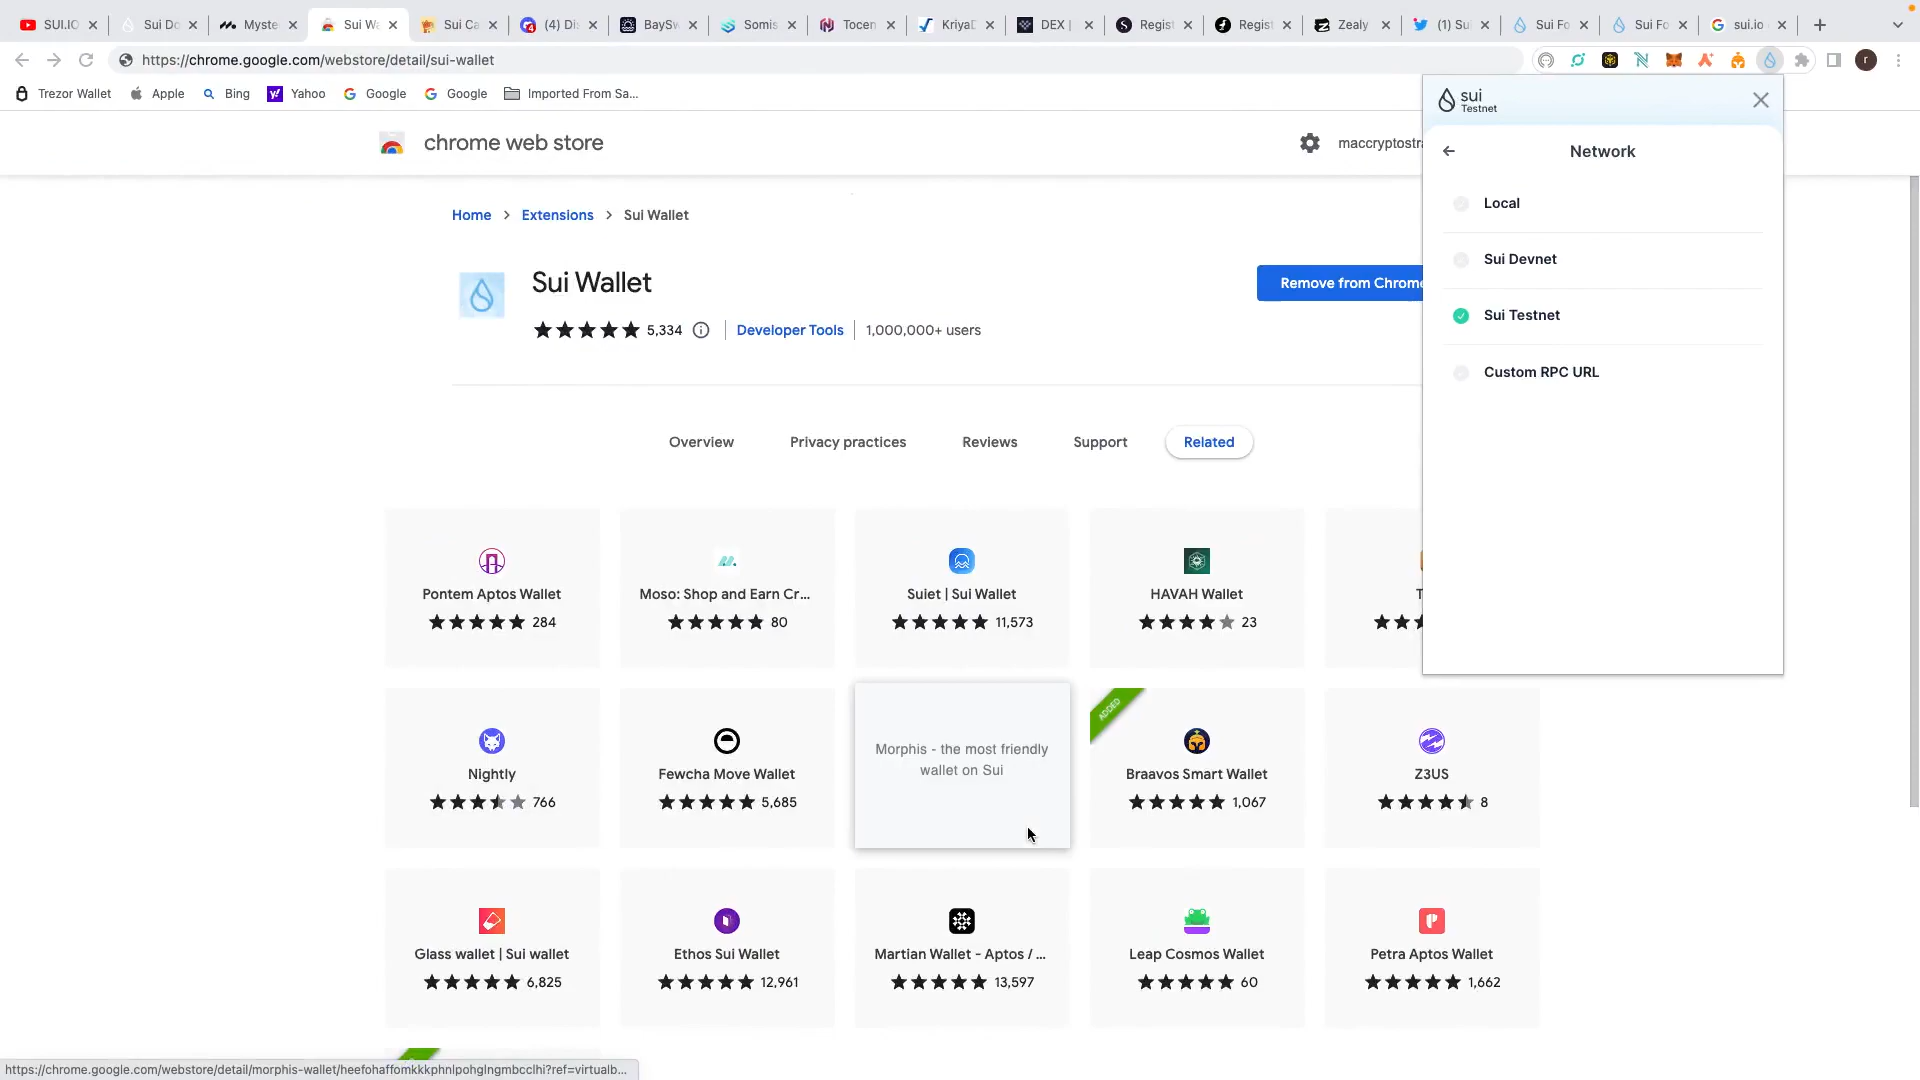 SUI.IO
Sui Do
Myste
Sui Wa
Sui Ca
(4) Di
BaySw
Somis
Tocen
KriyaD
DEX |
Regist
Regist
Zealy
(1) Sui
Sui Fo
Sui Fo
sui.io
https://chrome.google.com/webstore/detail/sui-wallet
Trezor Wallet
Apple
Bing
Yahoo
Google
Google
Imported From Sa...
chrome web store
maccryptostra
Home > Extensions > Sui Wallet
Sui Wallet
5,334
Developer Tools
1,000,000+ users
Remove from Chrome
Overview
Privacy practices
Reviews
Support
Related
Pontem Aptos Wallet
284
Moso: Shop and Earn Cr...
80
Suiet | Sui Wallet
11,573
HAVAH Wallet
23
T
Nightly
766
Fewcha Move Wallet
5,685
Morphis - the most friendly
wallet on Sui
ADDED
Braavos Smart Wallet
1,067
Z3US
8
Glass wallet | Sui wallet
6,825
Ethos Sui Wallet
12,961
Martian Wallet - Aptos / ...
13,597
Leap Cosmos Wallet
60
Petra Aptos Wallet
1,662
sui
Testnet
Network
Local
Sui Devnet
Sui Testnet
Custom RPC URL
https://chrome.google.com/webstore/detail/morphis-wallet/heefohaffomkkkphnlpohglngmbcclhi?ref=virtualb...